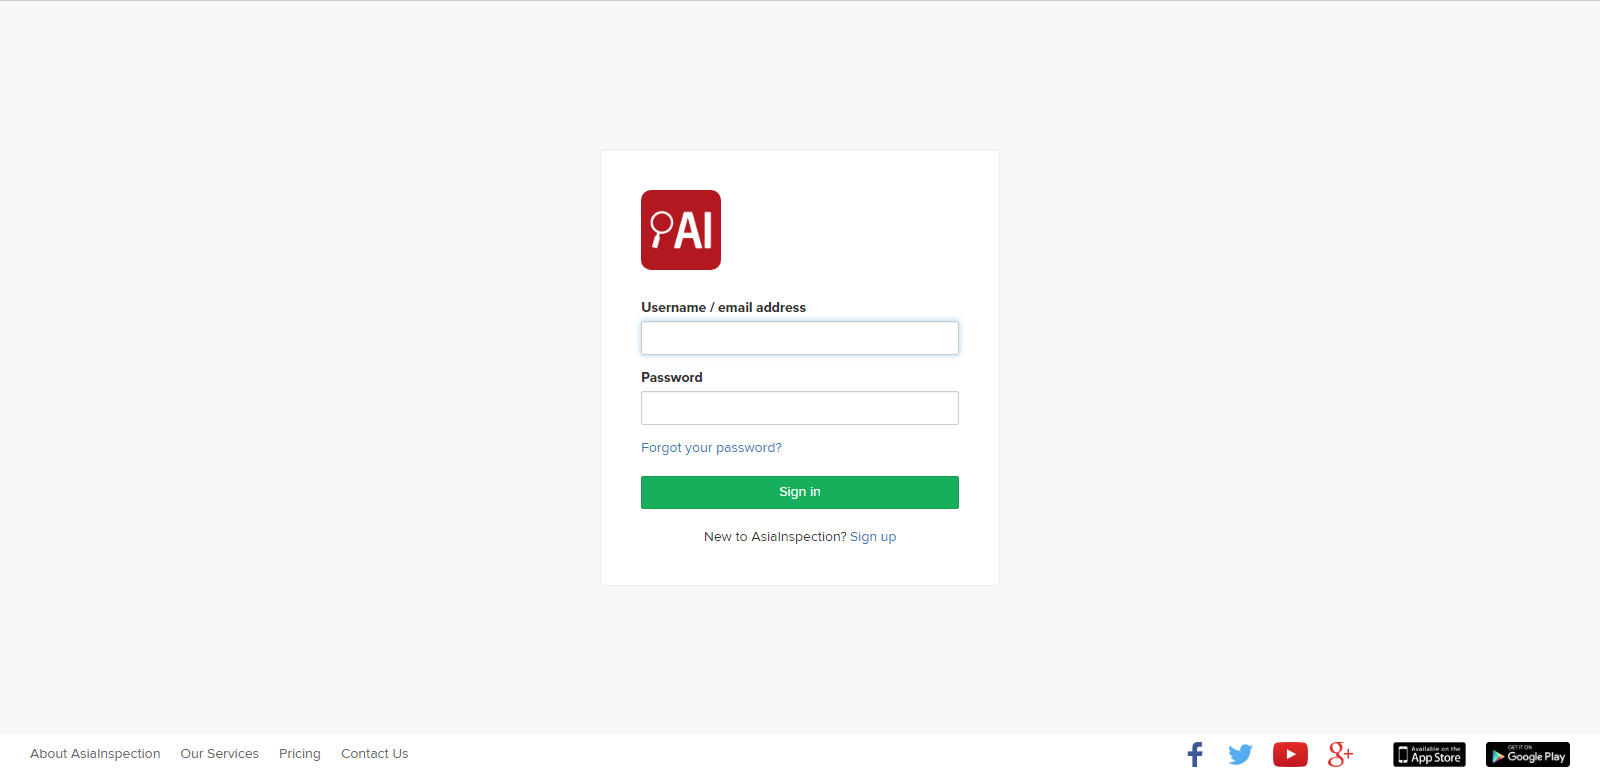 AI
Username / email address
Password
Forgot your password?
Sign in
New to AsiaInspection? Sign up
About AsiaInspection Our Services Pricing Contact Us
g+
Available on the
App Store
GET IT ON
Google Play